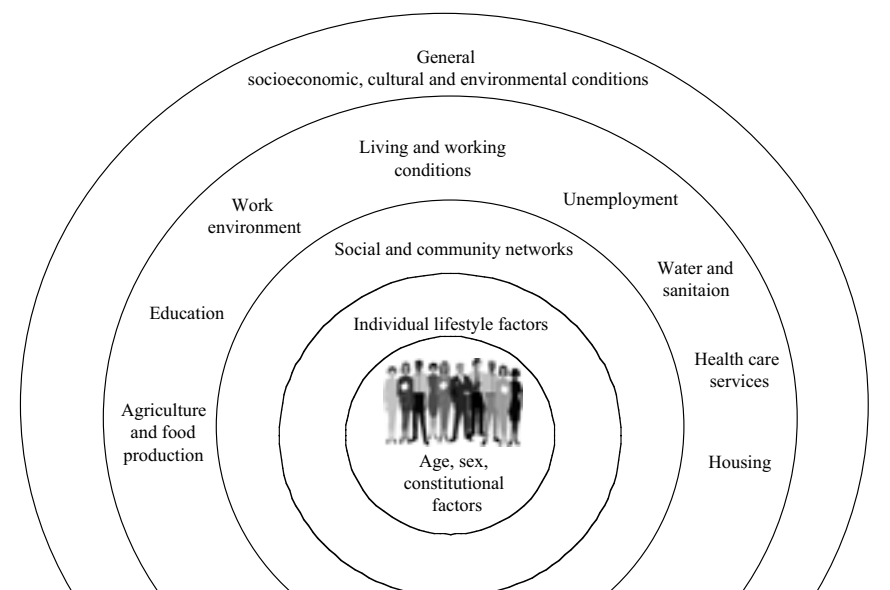 General
socioeconomic, cultural and environmental conditions
Living and working
conditions
Work
environment
Unemployment
Social and community networks
Water and
sanitaion
Education
Individual lifestyle factors
Health care
services
Agriculture
and food
production
Housing
Age, sex,
constitutional
factors